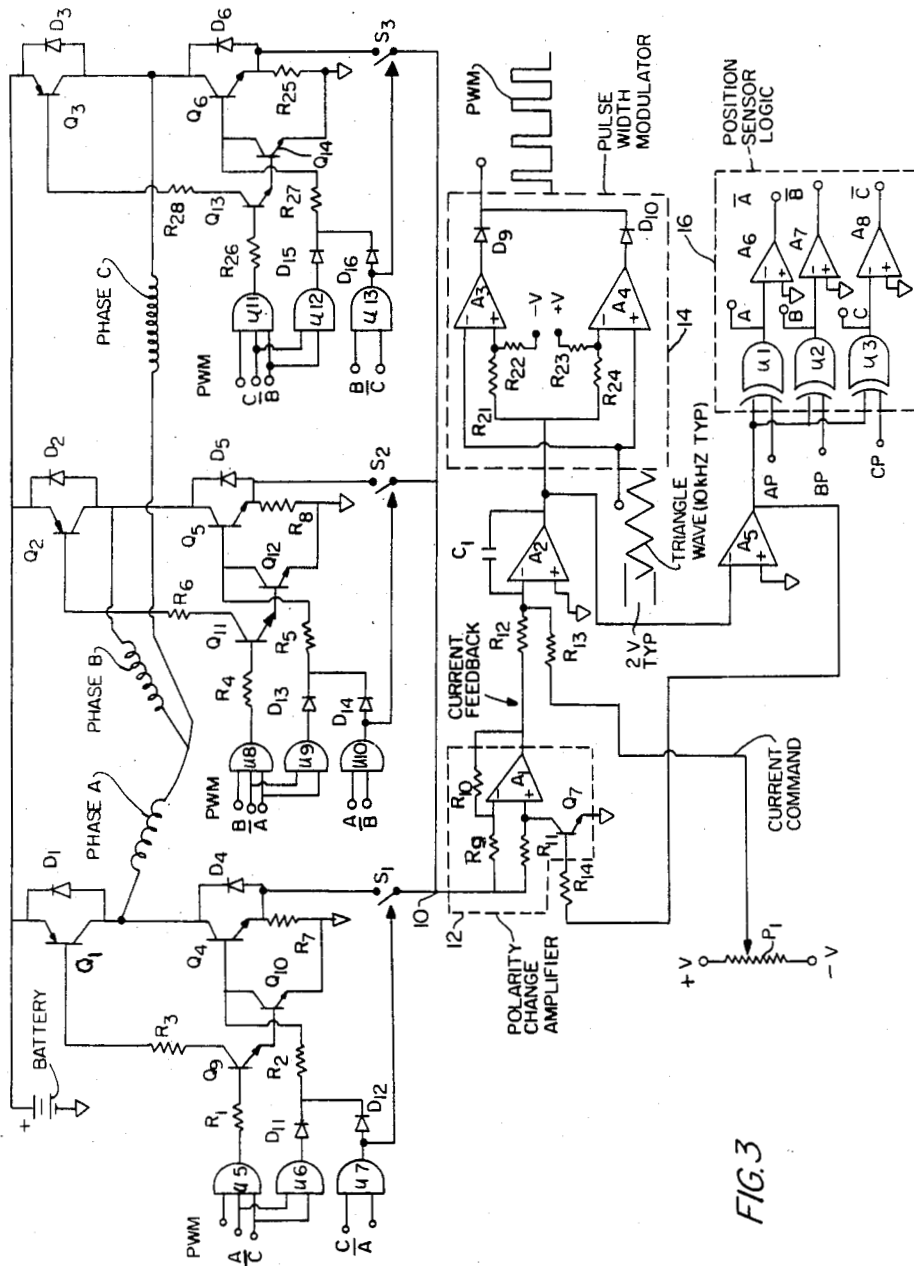 BATTERY
+
Q1
D1
PHASE A
PHASE B
Q2
D2
PHASE C
Q3
D3
R3
Q4
D4
R7
Q9
Q10
R1
R2
D11
D12
U5
U6
U7
PWM
A
C̅
C
A̅
S1
R6
Q5
D5
R8
Q11
Q12
R4
R5
D13
D14
U8
U9
U10
PWM
B
A̅
A
B̅
S2
R28
Q6
D6
R25
Q13
Q14
R26
R27
D15
D16
U11
U12
U13
PWM
C
B̅
B
C̅
S3
10
12
POLARITY
CHANGE
AMPLIFIER
R9
R10
A1
R11
Q7
R14
CURRENT
FEEDBACK
R12
R13
C1
A2
+V
P1
-V
CURRENT
COMMAND
2V
TYP
TRIANGLE
WAVE (10 kHZ TYP)
R21
R22
-V
+V
R23
R24
A3
A4
D9
D10
14
PWM
PULSE
WIDTH
MODULATOR
A5
AP
BP
CP
16
POSITION
SENSOR
LOGIC
U1
U2
U3
A
B
C
A6
A7
A8
A̅
B̅
C̅
FIG.3